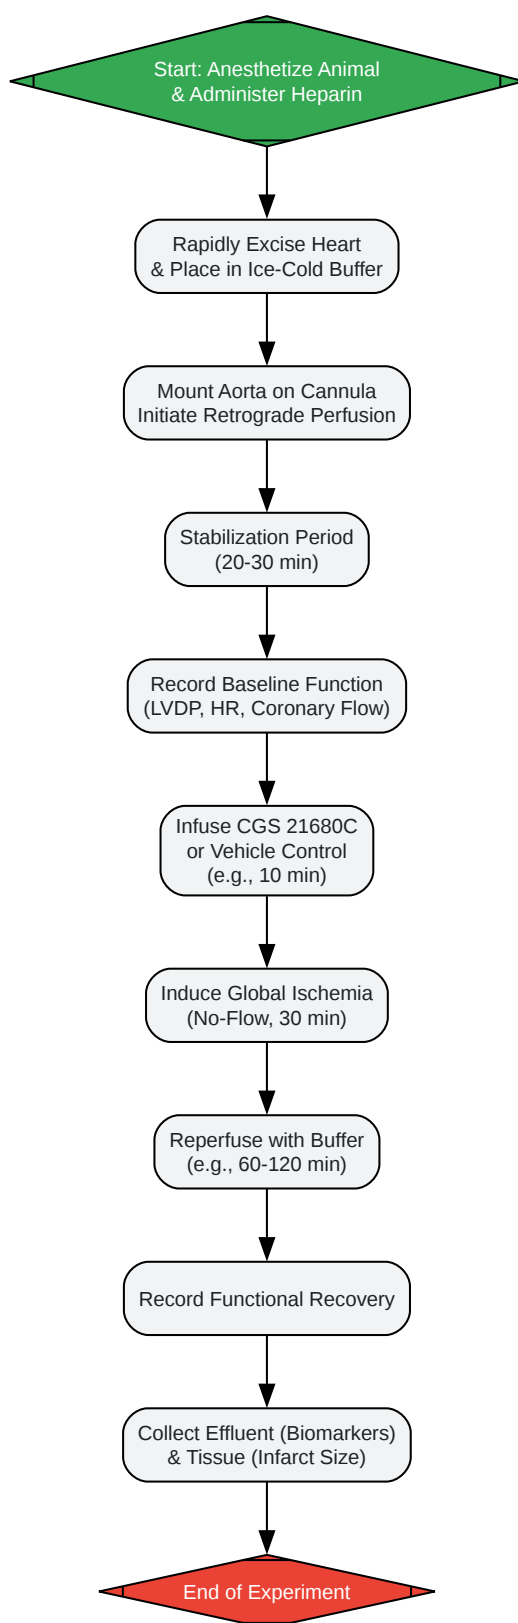 Start: Anesthetize Animal
& Administer Heparin
Rapidly Excise Heart
& Place in Ice-Cold Buffer
Mount Aorta on Cannula
Initiate Retrograde Perfusion
Stabilization Period
(20-30 min)
Record Baseline Function
(LVDP, HR, Coronary Flow)
Infuse CGS 21680C
or Vehicle Control
(e.g., 10 min)
Induce Global Ischemia
(No-Flow, 30 min)
Reperfuse with Buffer
(e.g., 60-120 min)
Record Functional Recovery
Collect Effluent (Biomarkers)
& Tissue (Infarct Size)
End of Experiment